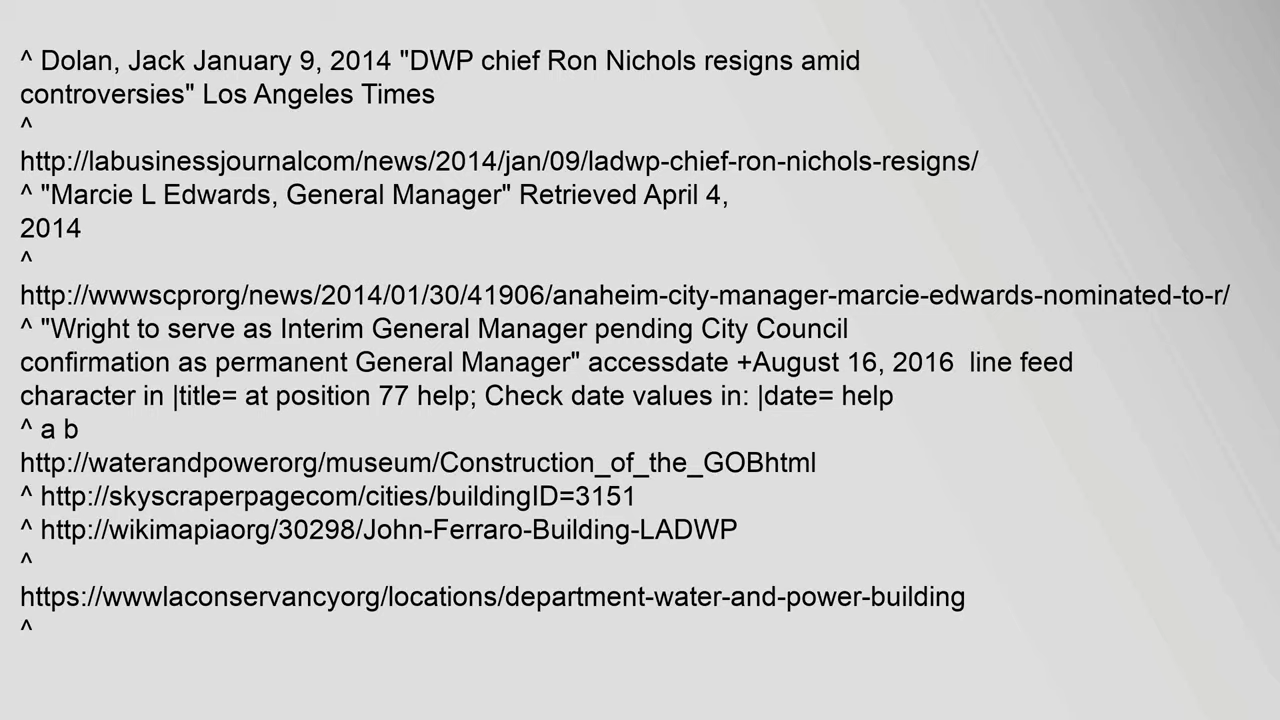 ^ Dolan, Jack January 9, 2014 "DWP chief Ron Nichols resigns amid
controversies" Los Angeles Times
^
http://labusinessjournalcom/news/2014/jan/09/ladwp-chief-ron-nichols-resigns/
^ "Marcie L Edwards, General Manager" Retrieved April 4,
2014
^
http://wwwscprorg/news/2014/01/30/41906/anaheim-city-manager-marcie-edwards-nominated-to-r/
^ "Wright to serve as Interim General Manager pending City Council
confirmation as permanent General Manager" accessdate +August 16, 2016  line feed
character in |title= at position 77 help; Check date values in: |date= help
^ a b
http://waterandpowerorg/museum/Construction_of_the_GOBhtml
^ http://skyscraperpagecom/cities/buildingID=3151
^ http://wikimapiaorg/30298/John-Ferraro-Building-LADWP
^
https://wwwlaconservancyorg/locations/department-water-and-power-building
^